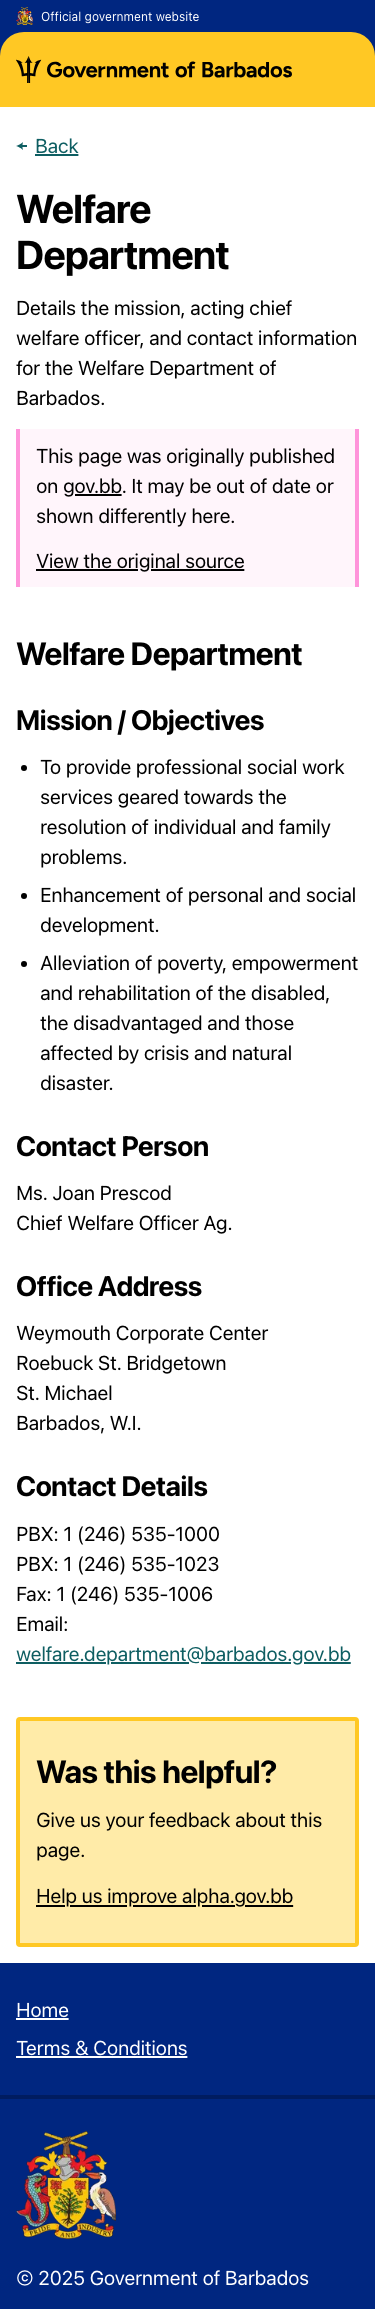 Official government website
Government of Barbados
Back
Welfare
Department
Details the mission, acting chief
welfare officer, and contact information
for the Welfare Department of
Barbados.
This page was originally published
on gov.bb. It may be out of date or
shown differently here.
View the original source
Welfare Department
Mission / Objectives
• To provide professional social work
services geared towards the
resolution of individual and family
problems.
• Enhancement of personal and social
development.
• Alleviation of poverty, empowerment
and rehabilitation of the disabled,
the disadvantaged and those
affected by crisis and natural
disaster.
Contact Person
Ms. Joan Prescod
Chief Welfare Officer Ag.
Office Address
Weymouth Corporate Center
Roebuck St. Bridgetown
St. Michael
Barbados, W.I.
Contact Details
PBX: 1 (246) 535-1000
PBX: 1 (246) 535-1023
Fax: 1 (246) 535-1006
Email:
welfare.department@barbados.gov.bb
Was this helpful?
Give us your feedback about this
page.
Help us improve alpha.gov.bb
Home
Terms & Conditions
PRIDE AND INDUSTRY
© 2025 Government of Barbados